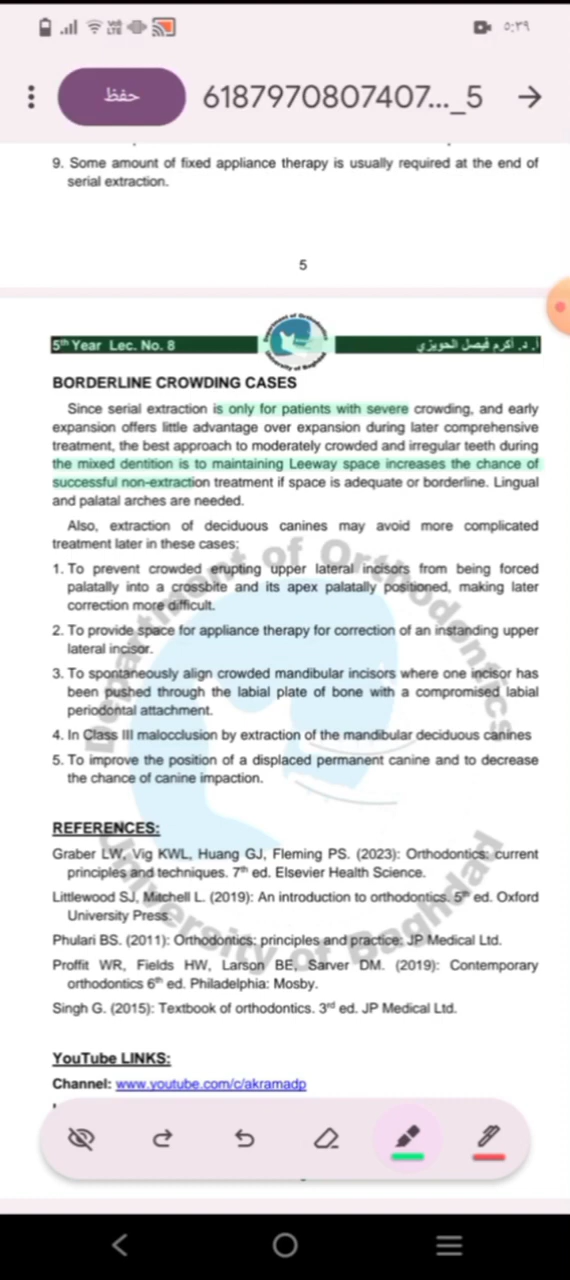 ٥:٣٩
حفظ
6187970807407..._5
9. Some amount of fixed appliance therapy is usually required at the end of
serial extraction.
5
5th Year Lec. No. 8
أ.د. أكرم فيصل الحويزي
BORDERLINE CROWDING CASES
Since serial extraction is only for patients with severe crowding, and early
expansion offers little advantage over expansion during later comprehensive
treatment, the best approach to moderately crowded and irregular teeth during
the mixed dentition is to maintaining Leeway space increases the chance of
successful non-extraction treatment if space is adequate or borderline. Lingual
and palatal arches are needed.
Also, extraction of deciduous canines may avoid more complicated
treatment later in these cases:
1. To prevent crowded erupting upper lateral incisors from being forced
palatally into a crossbite and its apex palatally positioned, making later
correction more difficult.
2. To provide space for appliance therapy for correction of an instanding upper
lateral incisor.
3. To spontaneously align crowded mandibular incisors where one incisor has
been pushed through the labial plate of bone with a compromised labial
periodontal attachment.
4. In Class III malocclusion by extraction of the mandibular deciduous canines
5. To improve the position of a displaced permanent canine and to decrease
the chance of canine impaction.
Department of Orthodontics
University of Baghdad
REFERENCES:
Graber LW, Vig KWL, Huang GJ, Fleming PS. (2023): Orthodontics: current
principles and techniques. 7th ed. Elsevier Health Science.
Littlewood SJ, Mitchell L. (2019): An introduction to orthodontics. 5th ed. Oxford
University Press.
Phulari BS. (2011): Orthodontics: principles and practice: JP Medical Ltd.
Proffit WR, Fields HW, Larson BE, Sarver DM. (2019): Contemporary
orthodontics 6th ed. Philadelphia: Mosby.
Singh G. (2015): Textbook of orthodontics. 3rd ed. JP Medical Ltd.
YouTube LINKS:
Channel: www.youtube.com/c/akramadp